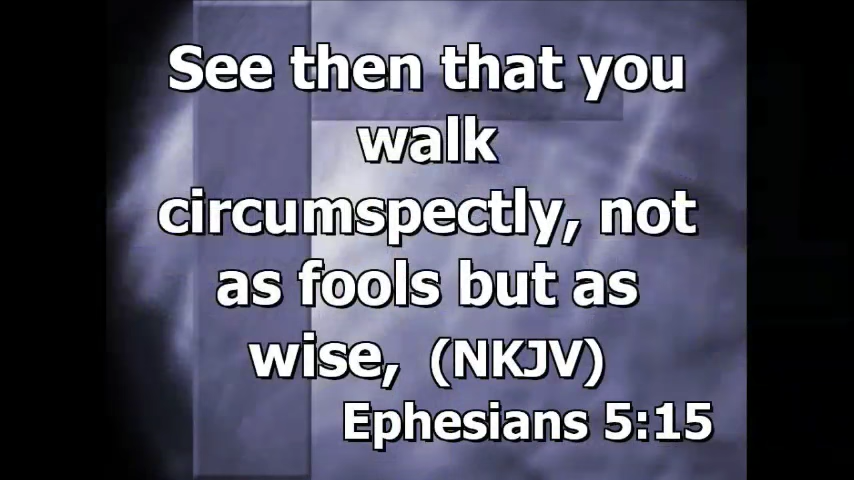 See then that you
walk
circumspectly, not
as fools but as
wise, (NKJV)
Ephesians 5:15